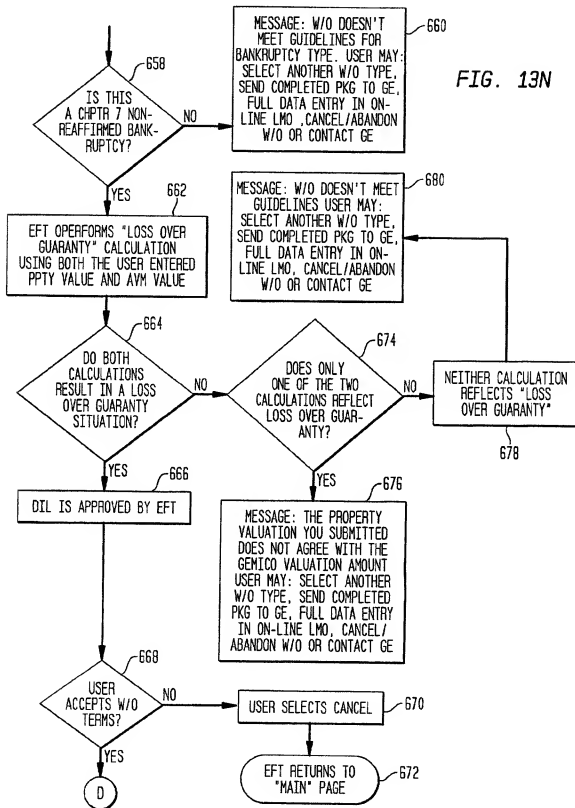 FIG. 13N
658
IS THIS
A CHPTR 7 NON-
REAFFIRMED BANK-
RUPTCY?
NO
YES
660
MESSAGE: W/O DOESN'T
MEET GUIDELINES FOR
BANKRUPTCY TYPE. USER MAY:
SELECT ANOTHER W/O TYPE,
SEND COMPLETED PKG TO GE,
FULL DATA ENTRY IN ON-
LINE LMO ,CANCEL/ABANDON
W/O OR CONTACT GE
662
EFT OPERFORMS "LOSS OVER
GUARANTY" CALCULATION
USING BOTH THE USER ENTERED
PPTY VALUE AND AVM VALUE
680
MESSAGE: W/O DOESN'T MEET
GUIDELINES USER MAY:
SELECT ANOTHER W/O TYPE,
SEND COMPLETED PKG TO GE,
FULL DATA ENTRY IN ON-
LINE LMO, CANCEL/ABANDON
W/O OR CONTACT GE
664
DO BOTH
CALCULATIONS
RESULT IN A LOSS
OVER GUARANTY
SITUATION?
NO
YES
674
DOES ONLY
ONE OF THE TWO
CALCULATIONS REFLECT
LOSS OVER GUAR-
ANTY?
NO
YES
NEITHER CALCULATION
REFLECTS "LOSS
OVER GUARANTY"
678
666
DIL IS APPROVED BY EFT
676
MESSAGE: THE PROPERTY
VALUATION YOU SUBMITTED
DOES NOT AGREE WITH THE
GEMICO VALUATION AMOUNT
USER MAY: SELECT ANOTHER
W/O TYPE, SEND COMPLETED
PKG TO GE, FULL DATA ENTRY
IN ON-LINE LMO, CANCEL/
ABANDON W/O OR CONTACT GE
668
USER
ACCEPTS W/O
TERMS?
NO
YES
USER SELECTS CANCEL
670
EFT RETURNS TO
"MAIN" PAGE
672
D